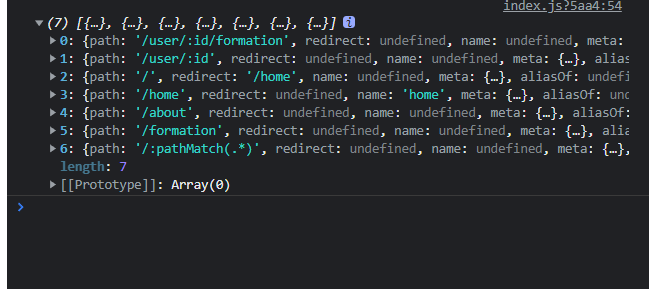 index.js?5aa4:54
(7) [{…}, {…}, {…}, {…}, {…}, {…}, {…}] i
0: {path: '/user/:id/formation', redirect: undefined, name: undefined, meta:
1: {path: '/user/:id', redirect: undefined, name: undefined, meta: {…}, alias
2: {path: '/', redirect: '/home', name: undefined, meta: {…}, aliasOf: undefi
3: {path: '/home', redirect: undefined, name: 'home', meta: {…}, aliasOf: und
4: {path: '/about', redirect: undefined, name: undefined, meta: {…}, aliasOf:
5: {path: '/formation', redirect: undefined, name: undefined, meta: {…}, alia
6: {path: '/:pathMatch(.*)', redirect: undefined, name: undefined, meta: {…},
length: 7
[[Prototype]]: Array(0)